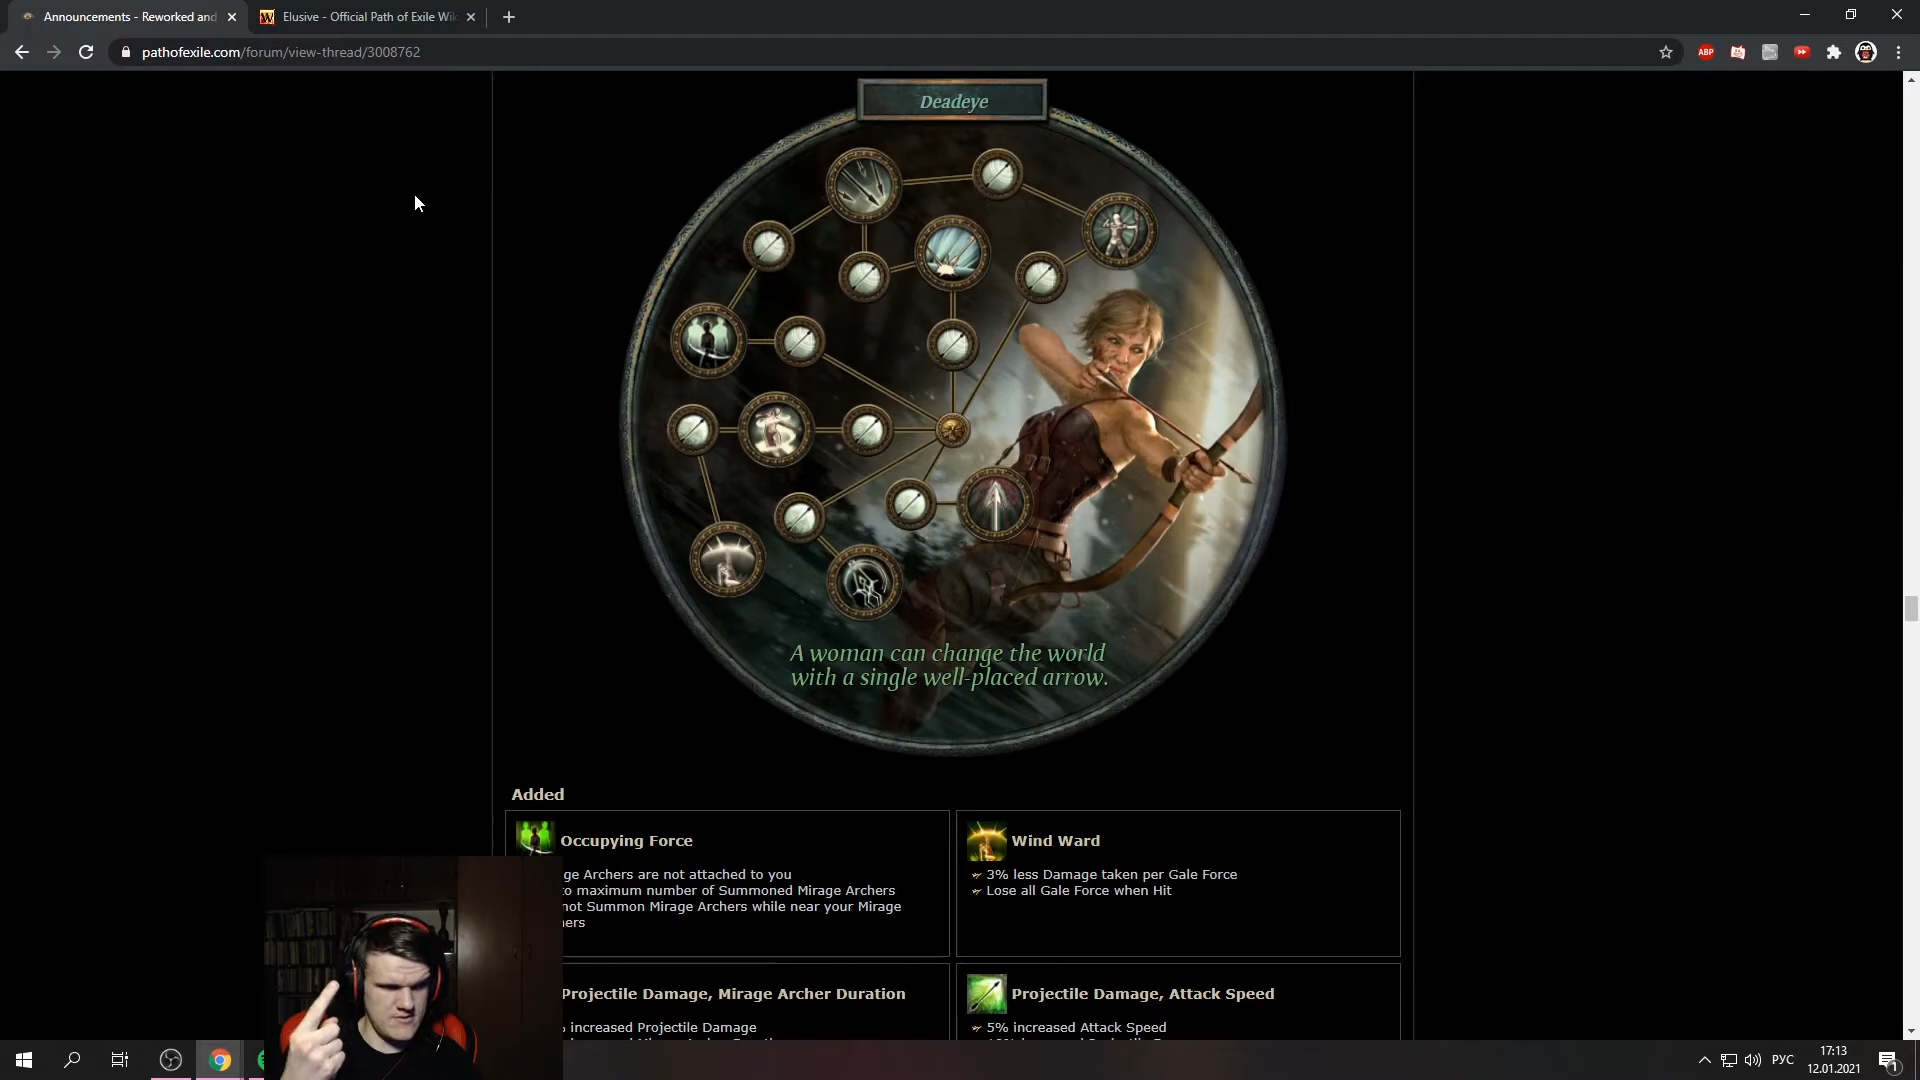 Announcements - Reworked and
Elusive - Official Path of Exile Wik
pathofexile.com/forum/view-thread/3008762
ABP
Deadeye
A woman can change the world
with a single well-placed arrow.
Added
Occupying Force
ge Archers are not attached to you
to maximum number of Summoned Mirage Archers
not Summon Mirage Archers while near your Mirage
ers
Wind Ward
3% less Damage taken per Gale Force
Lose all Gale Force when Hit
Projectile Damage, Mirage Archer Duration
increased Projectile Damage
Projectile Damage, Attack Speed
5% increased Attack Speed
РУС
17:13
12.01.2021
1